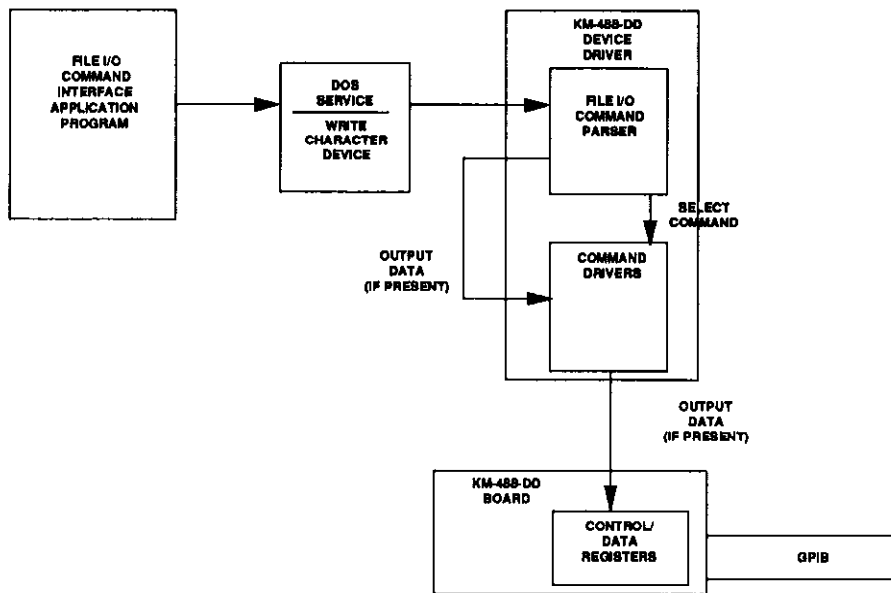 FILE I/O
COMMAND
INTERFACE
APPLICATION
PROGRAM
DOS
SERVICE
WRITE
CHARACTER
DEVICE
KM-488-DD
DEVICE
DRIVER
FILE I/O
COMMAND
PARSER
SELECT
COMMAND
OUTPUT
DATA
(IF PRESENT)
COMMAND
DRIVERS
OUTPUT
DATA
(IF PRESENT)
KM-488-DD
BOARD
CONTROL/
DATA
REGISTERS
GPIB